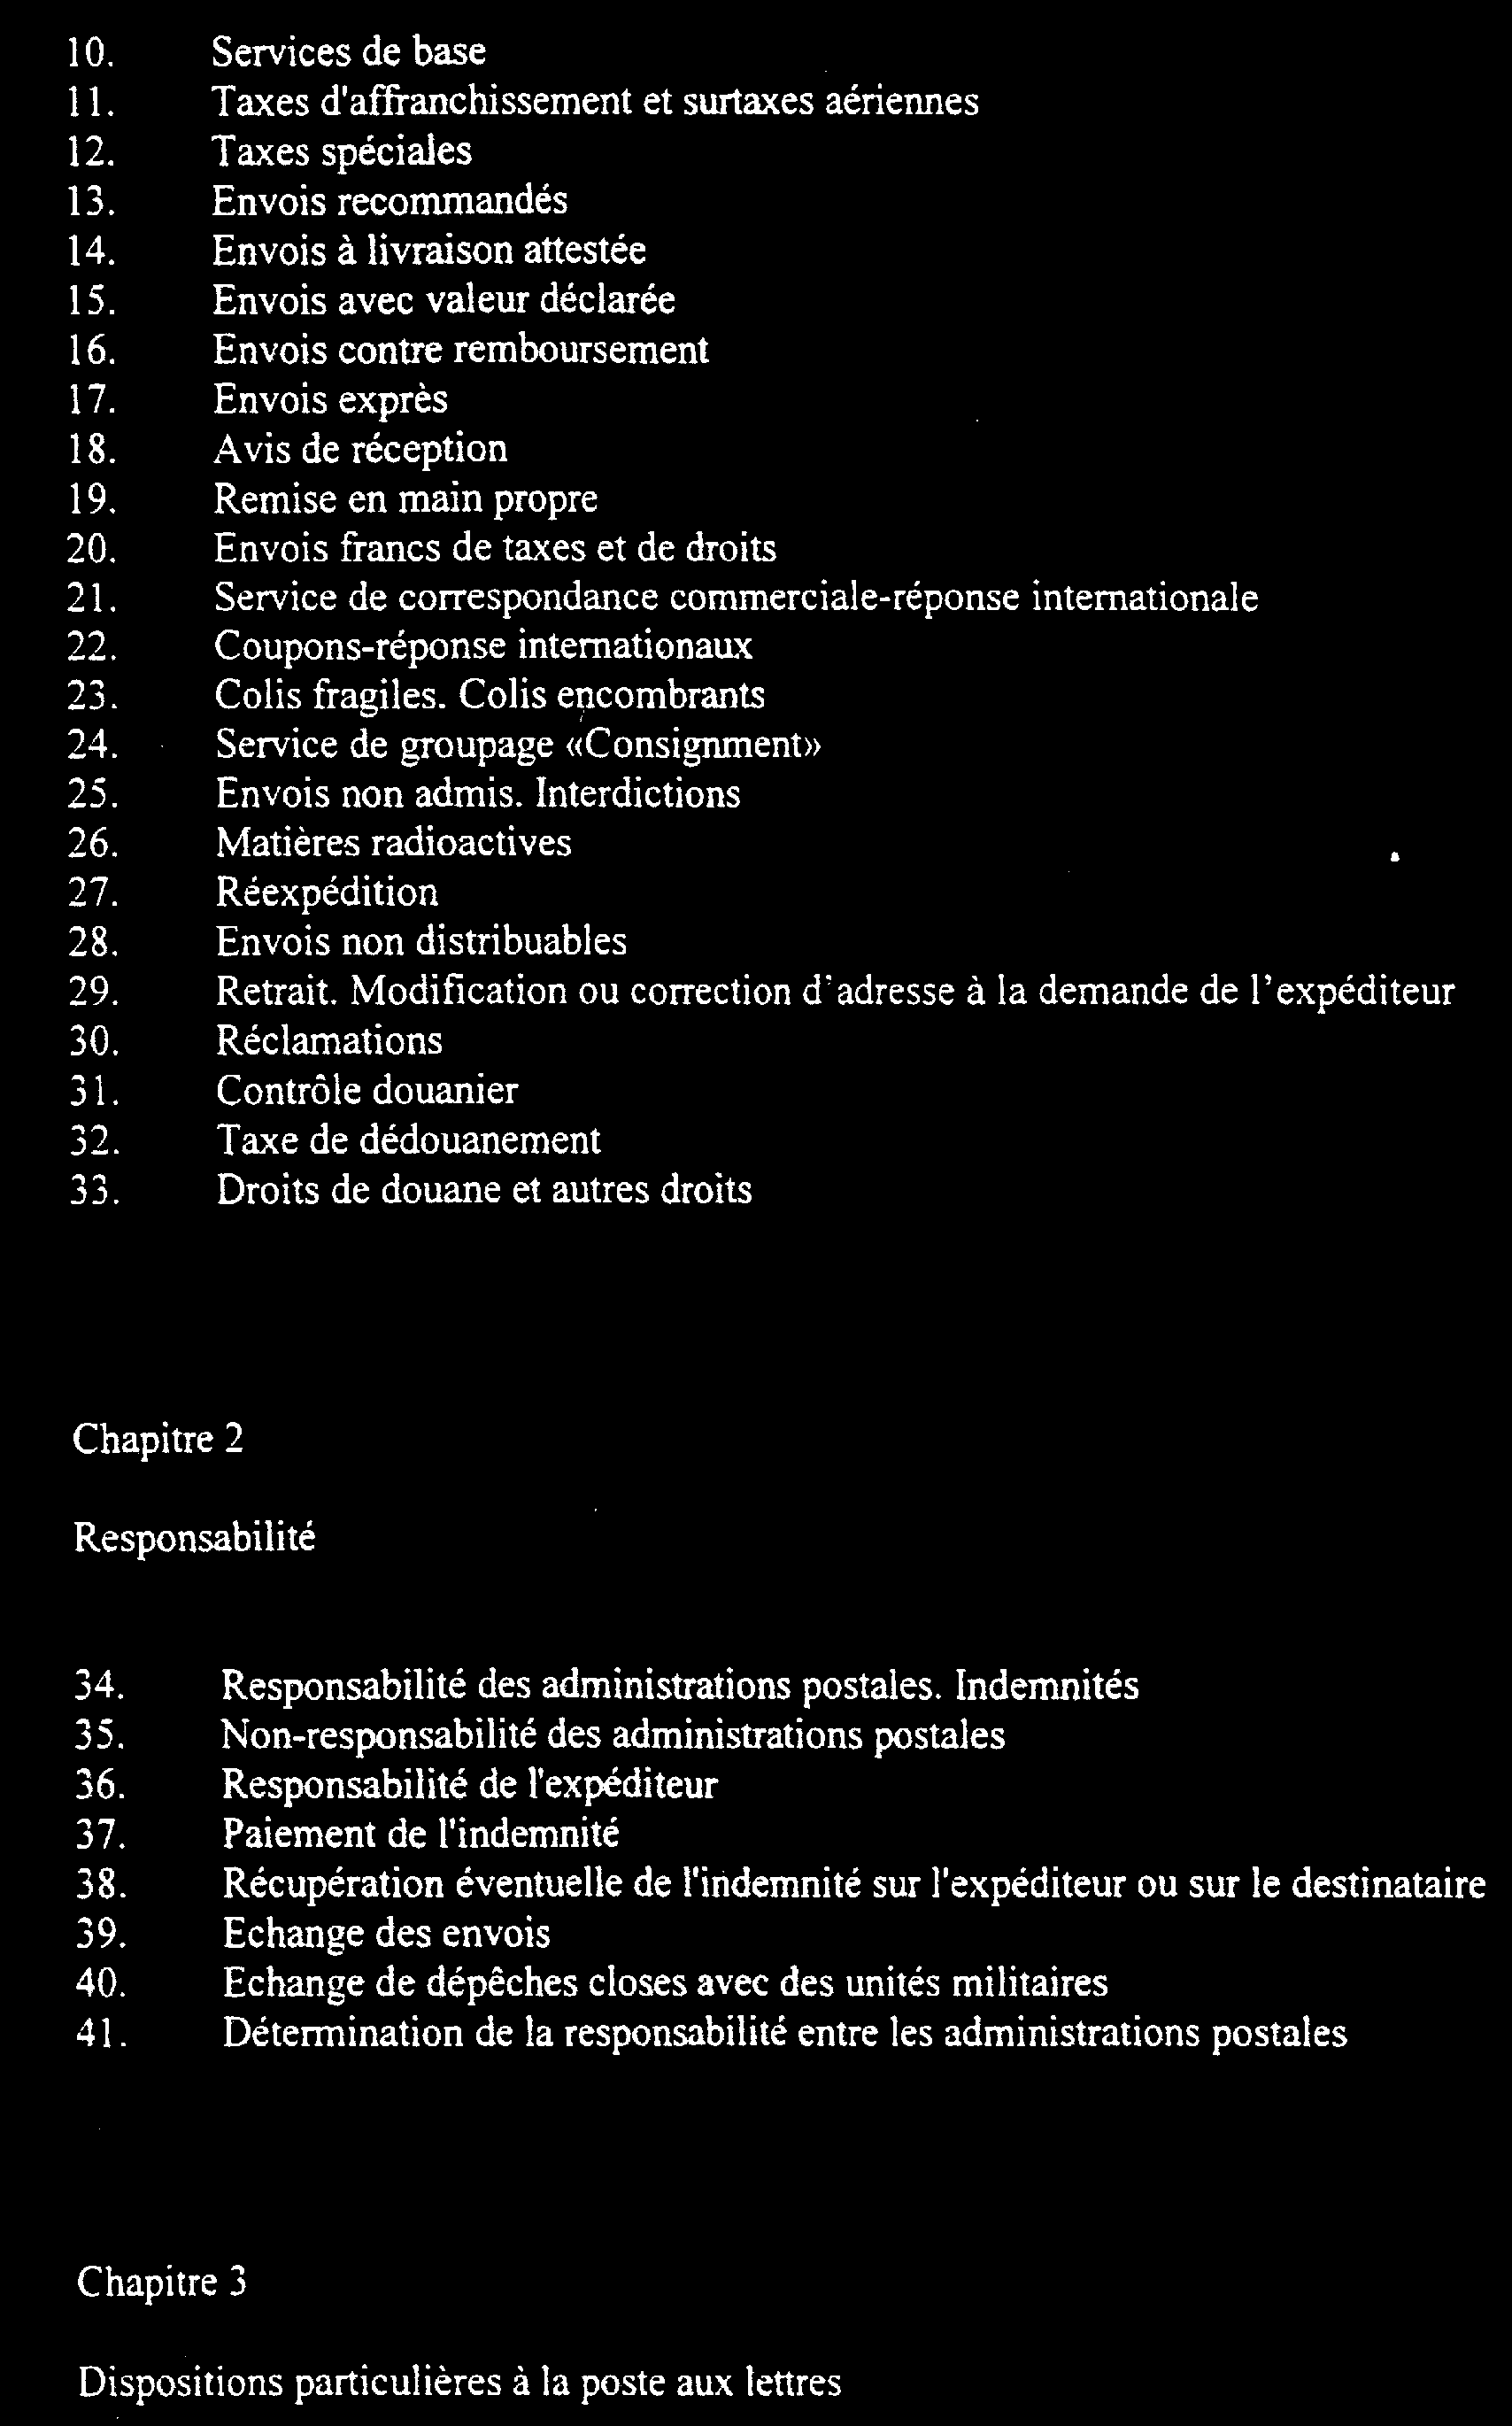 10. Services de base
11. Taxes d'affranchissement et surtaxes aériennes
12. Taxes spéciales
13. Envois recommandés
14. Envois à livraison attestée
15. Envois avec valeur déclarée
16. Envois contre remboursement
17. Envois exprès
18. Avis de réception
19. Remise en main propre
20. Envois francs de taxes et de droits
21. Service de correspondance commerciale-réponse internationale
22. Coupons-réponse internationaux
23. Colis fragiles. Colis encombrants
24. Service de groupage «Consignment»
25. Envois non admis. Interdictions
26. Matières radioactives
27. Réexpédition
28. Envois non distribuables
29. Retrait. Modification ou correction d'adresse à la demande de l'expéditeur
30. Réclamations
31. Contrôle douanier
32. Taxe de dédouanement
33. Droits de douane et autres droits
Chapitre 2
Responsabilité
34. Responsabilité des administrations postales. Indemnités
35. Non-responsabilité des administrations postales
36. Responsabilité de l'expéditeur
37. Paiement de l'indemnité
38. Récupération éventuelle de l'indemnité sur l'expéditeur ou sur le destinataire
39. Echange des envois
40. Echange de dépêches closes avec des unités militaires
41. Détermination de la responsabilité entre les administrations postales
Chapitre 3
Dispositions particulières à la poste aux lettres